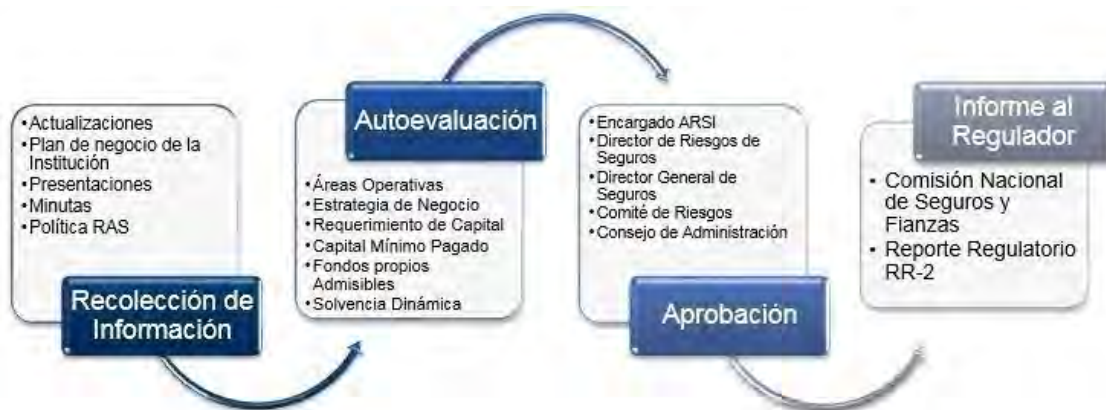 •Actualizaciones
•Plan de negocio de la
Institución
•Presentaciones
•Minutas
•Política RAS
Recolección de
Información
Autoevaluación
•Áreas Operativas
•Estrategia de Negocio
•Requerimiento de Capital
•Capital Mínimo Pagado
•Fondos propios
Admisibles
•Solvencia Dinámica
•Encargado ARSI
•Director de Riesgos de
Seguros
•Director General de
Seguros
•Comité de Riesgos
•Consejo de Administración
Aprobación
Informe al
Regulador
• Comisión Nacional
de Seguros y
Fianzas
• Reporte Regulatorio
RR-2